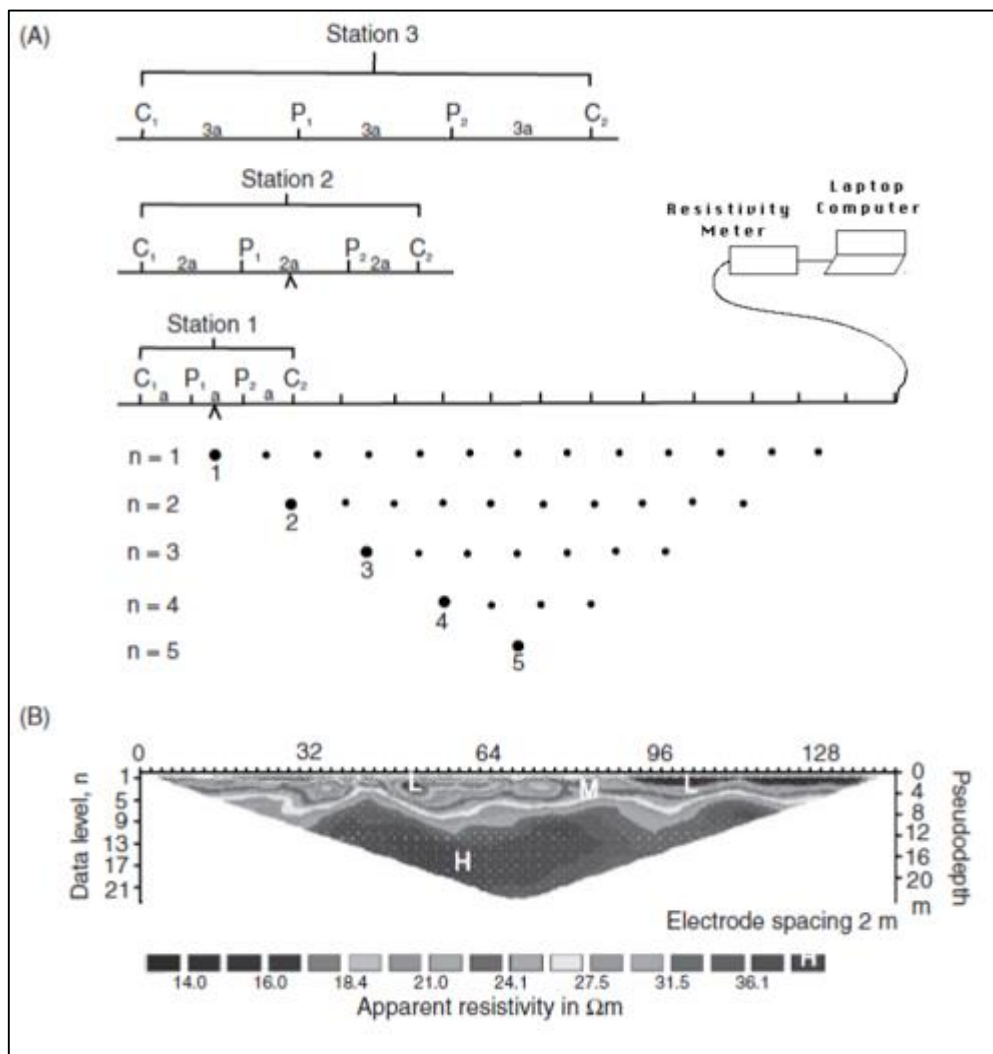 (A)
Station 3
C₁ P₁ P₂ C₂
3a 3a 3a
Station 2
C₁ P₁ P₂ C₂
2a 2a 2a
Resistivity
Meter
Laptop
Computer
Station 1
C₁ P₁ P₂ C₂
a a a
n = 1
1
n = 2
2
n = 3
3
n = 4
4
n = 5
5
(B)
0 32 64 96 128
Data level, n
1
5
9
13
17
21
L M L
H
0
4
8
12
16
20
m
Pseudodepth
Electrode spacing 2 m
H
14.0 16.0 18.4 21.0 24.1 27.5 31.5 36.1
Apparent resistivity in Ωm